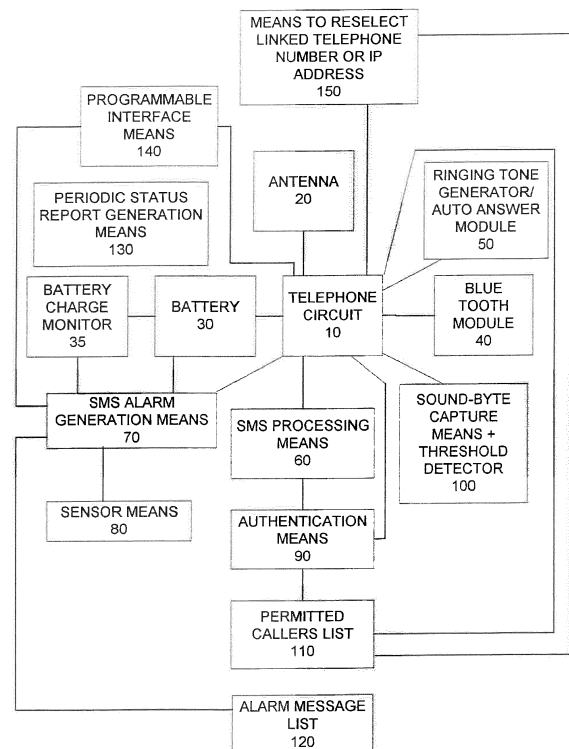 MEANS TO RESELECT
LINKED TELEPHONE
NUMBER OR IP
ADDRESS
150
PROGRAMMABLE
INTERFACE
MEANS
140
ANTENNA
20
RINGING TONE
GENERATOR/
AUTO ANSWER
MODULE
50
PERIODIC STATUS
REPORT GENERATION
MEANS
130
BATTERY
CHARGE
MONITOR
35
BATTERY
30
TELEPHONE
CIRCUIT
10
BLUE
TOOTH
MODULE
40
SMS ALARM
GENERATION MEANS
70
SMS PROCESSING
MEANS
60
SOUND-BYTE
CAPTURE
MEANS +
THRESHOLD
DETECTOR
100
SENSOR MEANS
80
AUTHENTICATION
MEANS
90
PERMITTED
CALLERS LIST
110
ALARM MESSAGE
LIST
120